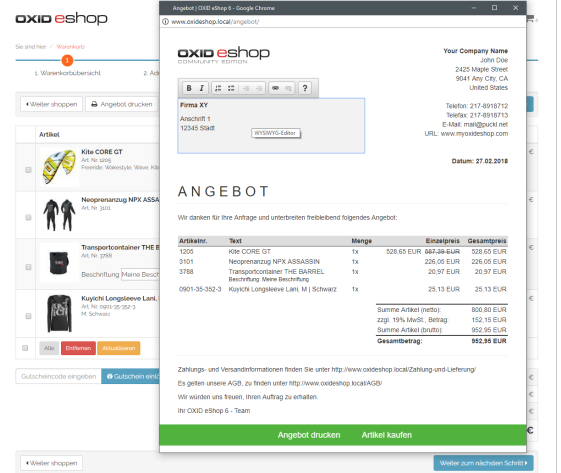 OXID eShop
Sie sind hier: / Warenkorb
1
1. Warenkorbübersicht
2. Ad
Weiter shoppen
Angebot drucken
Artikel
Kite CORE GT
Art. Nr. 1205
Freeride, Wakestyle, Wave, Kite
Neoprenanzug NPX ASSA
Art. Nr. 3101
Transportcontainer THE B
Art. Nr. 3788
Beschriftung Meine Besch
Kuyichi Longsleeve Lani,
Art. Nr. 0901-35-352-3
M, Schwarz
Alle
Entfernen
Aktualisieren
Gutscheincode eingeben
Gutschein einlö
Weiter shoppen
Angebot | OXID eShop 6 - Google Chrome
www.oxideshop.local/angebot/
OXID eshop
COMMUNITY EDITION
Your Company Name
John Doe
2425 Maple Street
9041 Any City, CA
United States
Telefon: 217-8918712
Telefax: 217-8918713
E-Mail: mail@pucki.net
URL: www.myoxideshop.com
Datum: 27.02.2018
B I ?
Firma XY
Anschrift 1
12345 Stadt
WYSIWYG-Editor
ANGEBOT
Wir danken für Ihre Anfrage und unterbreiten freibleibend folgendes Angebot:
Artikelnr. Text Menge Einzelpreis Gesamtpreis
1205 Kite CORE GT 1x 528,65 EUR 587,39 EUR 528,65 EUR
3101 Neoprenanzug NPX ASSASSIN 1x 226,05 EUR 226,05 EUR
3788 Transportcontainer THE BARREL 1x 20,97 EUR 20,97 EUR
Beschriftung: Meine Beschriftung
0901-35-352-3 Kuyichi Longsleeve Lani, M | Schwarz 1x 25,13 EUR 25,13 EUR
Summe Artikel (netto): 800,80 EUR
zzgl. 19% MwSt., Betrag: 152,15 EUR
Summe Artikel (brutto): 952,95 EUR
Gesamtbetrag: 952,95 EUR
Zahlungs- und Versandinformationen finden Sie unter http://www.oxideshop.local/Zahlung-und-Lieferung/
Es gelten unsere AGB, zu finden unter http://www.oxideshop.local/AGB/
Wir würden uns freuen, Ihren Auftrag zu erhalten.
Ihr OXID eShop 6 - Team
Angebot drucken
Artikel kaufen
€
€
€
€
€
€
€
€
Weiter zum nächsten Schritt